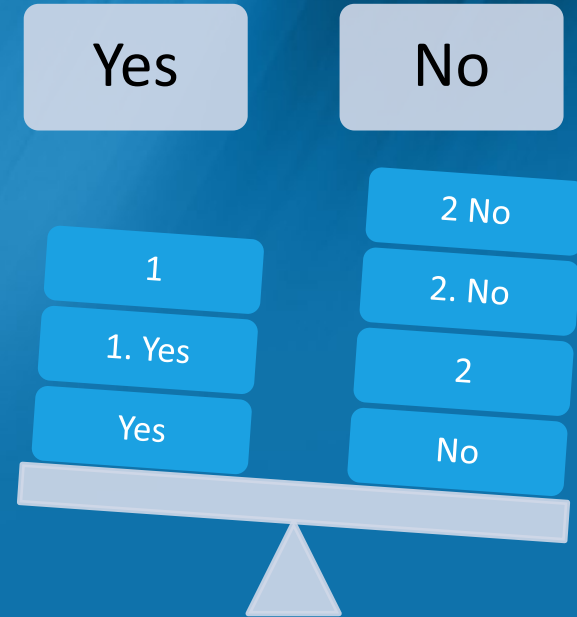 Yes
No
1
1. Yes
Yes
2 No
2. No
2
No